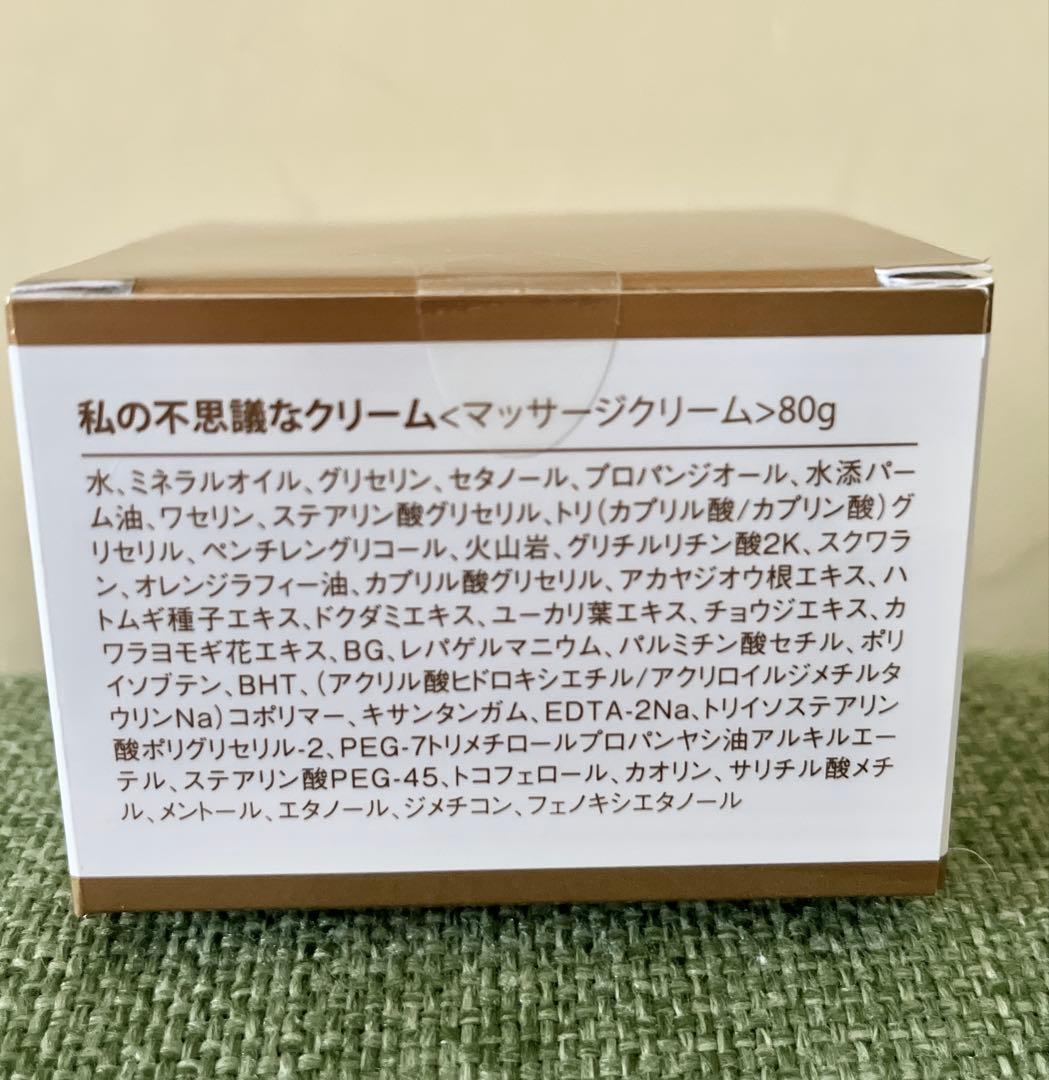 私の不思議なクリーム<マッサージクリーム>80g
水、ミネラルオイル、グリセリン、セタノール、プロパンジオール、水添パー
ム油、ワセリン、ステアリン酸グリセリル、トリ(カプリル酸/カプリン酸)グ
リセリル、ペンチレングリコール、火山岩、グリチルリチン酸2K、スクワラ
ン、オレンジラフィー油、カプリル酸グリセリル、アカヤジオウ根エキス、ハ
トムギ種子エキス、ドクダミエキス、ユーカリ葉エキス、チョウジエキス、カ
ワラヨモギ花エキス、BG、レパゲルマニウム、パルミチン酸セチル、ポリ
イソブテン、BHT、(アクリル酸ヒドロキシエチル/アクリロイルジメチルタ
ウリンNa)コポリマー、キサンタンガム、EDTA-2Na、トリイソステアリン
酸ポリグリセリル-2、PEG-7トリメチロールプロパンヤシ油アルキルエー
テル、ステアリン酸PEG-45、トコフェロール、カオリン、サリチル酸メチ
ル、メントール、エタノール、ジメチコン、フェノキシエタノール